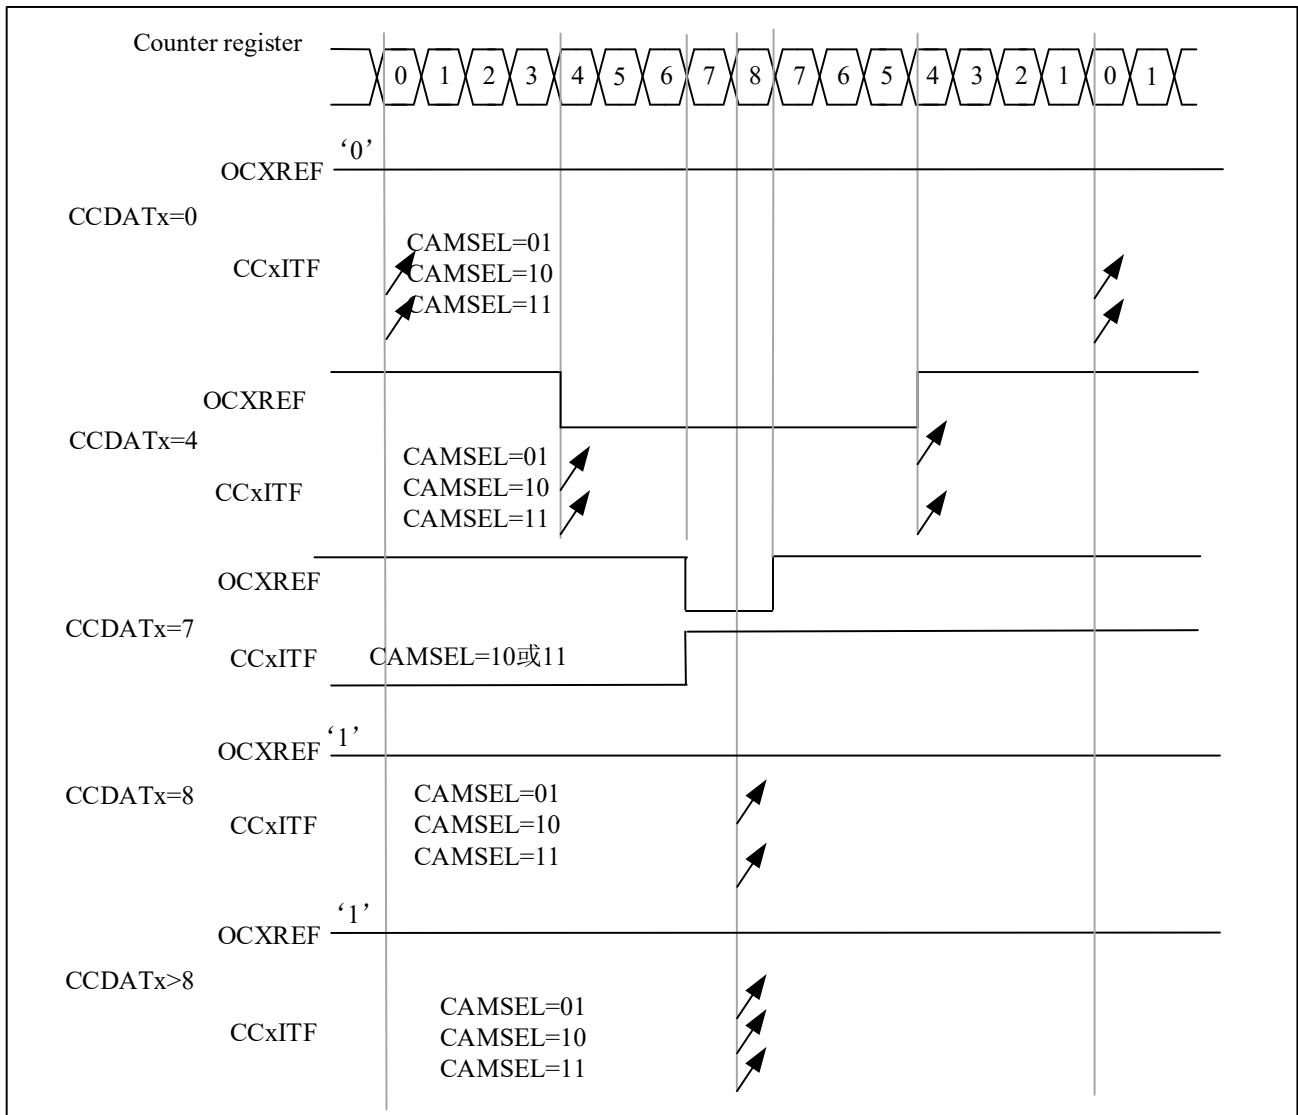 Counter register
0 1 2 3 4 5 6 7 8 7 6 5 4 3 2 1 0 1
‘0’
OCXREF
CCDATx=0
CAMSEL=01
CCxITF
CAMSEL=10
CAMSEL=11
OCXREF
CCDATx=4
CAMSEL=01
CAMSEL=10
CCxITF
CAMSEL=11
OCXREF
CCDATx=7
CCxITF
CAMSEL=10或11
‘1’
OCXREF
CCDATx=8
CAMSEL=01
CCxITF
CAMSEL=10
CAMSEL=11
‘1’
OCXREF
CCDATx>8
CAMSEL=01
CCxITF
CAMSEL=10
CAMSEL=11